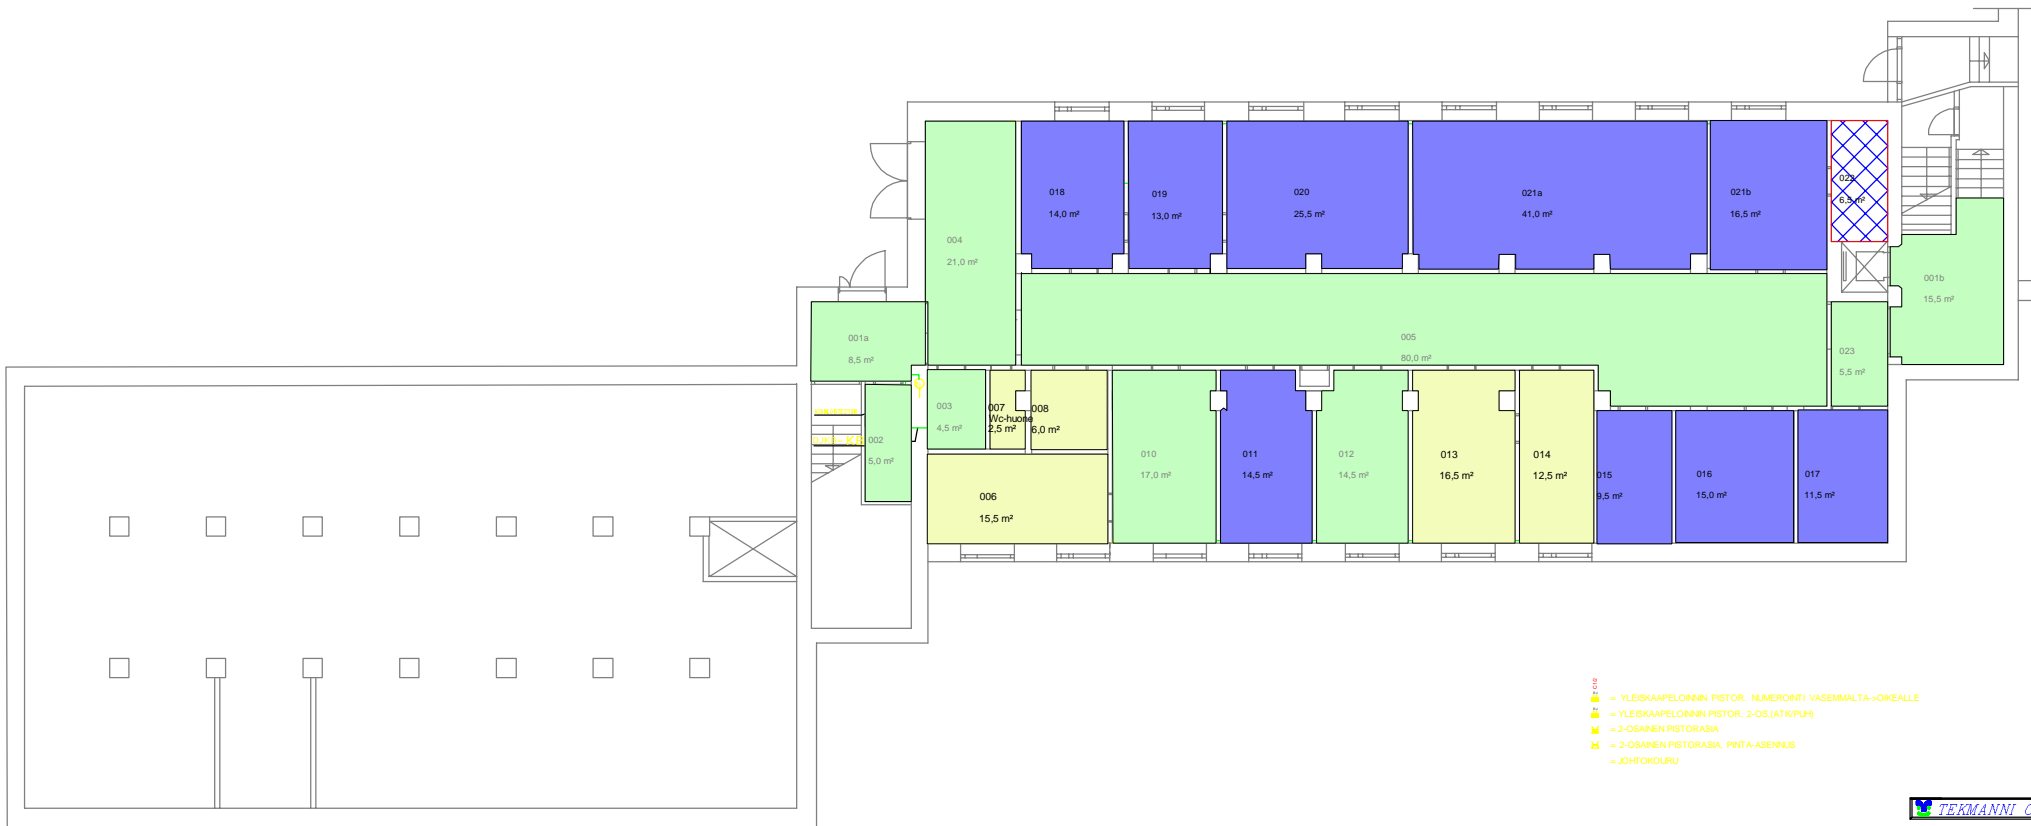 018
14,0 m²
019
13,0 m²
020
25,5 m²
021a
41,0 m²
021b
16,5 m²
022
6,5 m²
004
21,0 m²
001b
15,5 m²
001a
8,5 m²
005
80,0 m²
023
5,5 m²
003
4,5 m²
007
Wc-huone
2,5 m²
008
6,0 m²
002
5,0 m²
010
17,0 m²
011
14,5 m²
012
14,5 m²
013
16,5 m²
014
12,5 m²
015
9,5 m²
016
15,0 m²
017
11,5 m²
006
15,5 m²
= YLEISKAAPELOINNIN PISTOR. NUMEROINTI VASEMMALTA->OIKEALLE
= YLEISKAAPELOINNIN PISTOR. 2-OS.(ATK/PUH)
= 2-OSAINEN PISTORASIA
= 2-OSAINEN PISTORASIA, PINTA-ASENNUS
= JOHTOKOURU
TEKMANNI